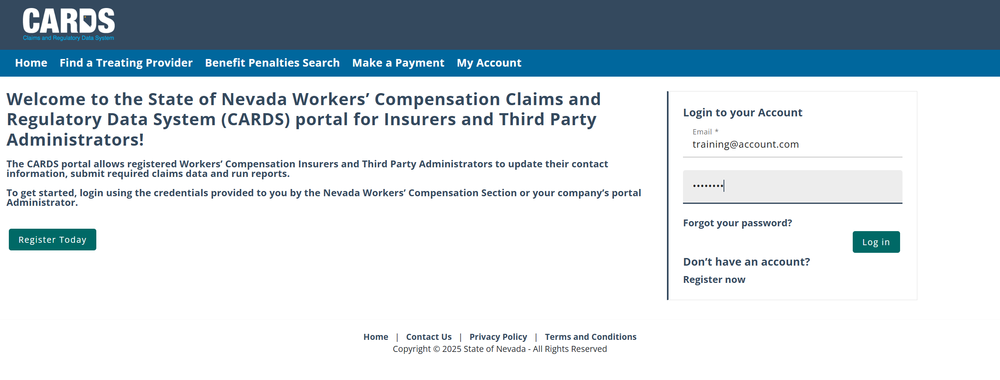 CARDS
Claims and Regulatory Data System
Home Find a Treating Provider Benefit Penalties Search Make a Payment My Account
Welcome to the State of Nevada Workers’ Compensation Claims and
Regulatory Data System (CARDS) portal for Insurers and Third Party
Administrators!
The CARDS portal allows registered Workers’ Compensation Insurers and Third Party Administrators to update their contact
information, submit required claims data and run reports.
To get started, login using the credentials provided to you by the Nevada Workers’ Compensation Section or your company’s portal
Administrator.
Register Today
Login to your Account
Email *
training@account.com
••••••••
Forgot your password?
Log in
Don’t have an account?
Register now
Home | Contact Us | Privacy Policy | Terms and Conditions
Copyright © 2025 State of Nevada - All Rights Reserved